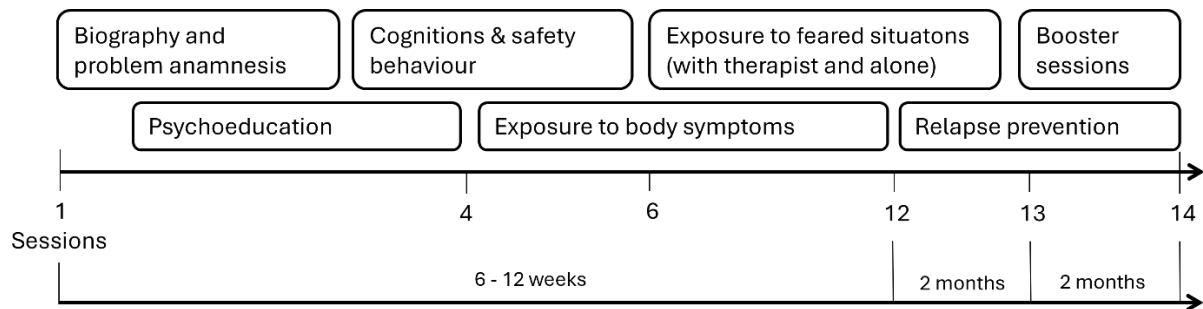 Biography and
problem anamnesis
Cognitions & safety
behaviour
Exposure to feared situatons
(with therapist and alone)
Booster
sessions
Psychoeducation
Exposure to body symptoms
Relapse prevention
1
4
6
12
13
14
Sessions
6 - 12 weeks
2 months
2 months